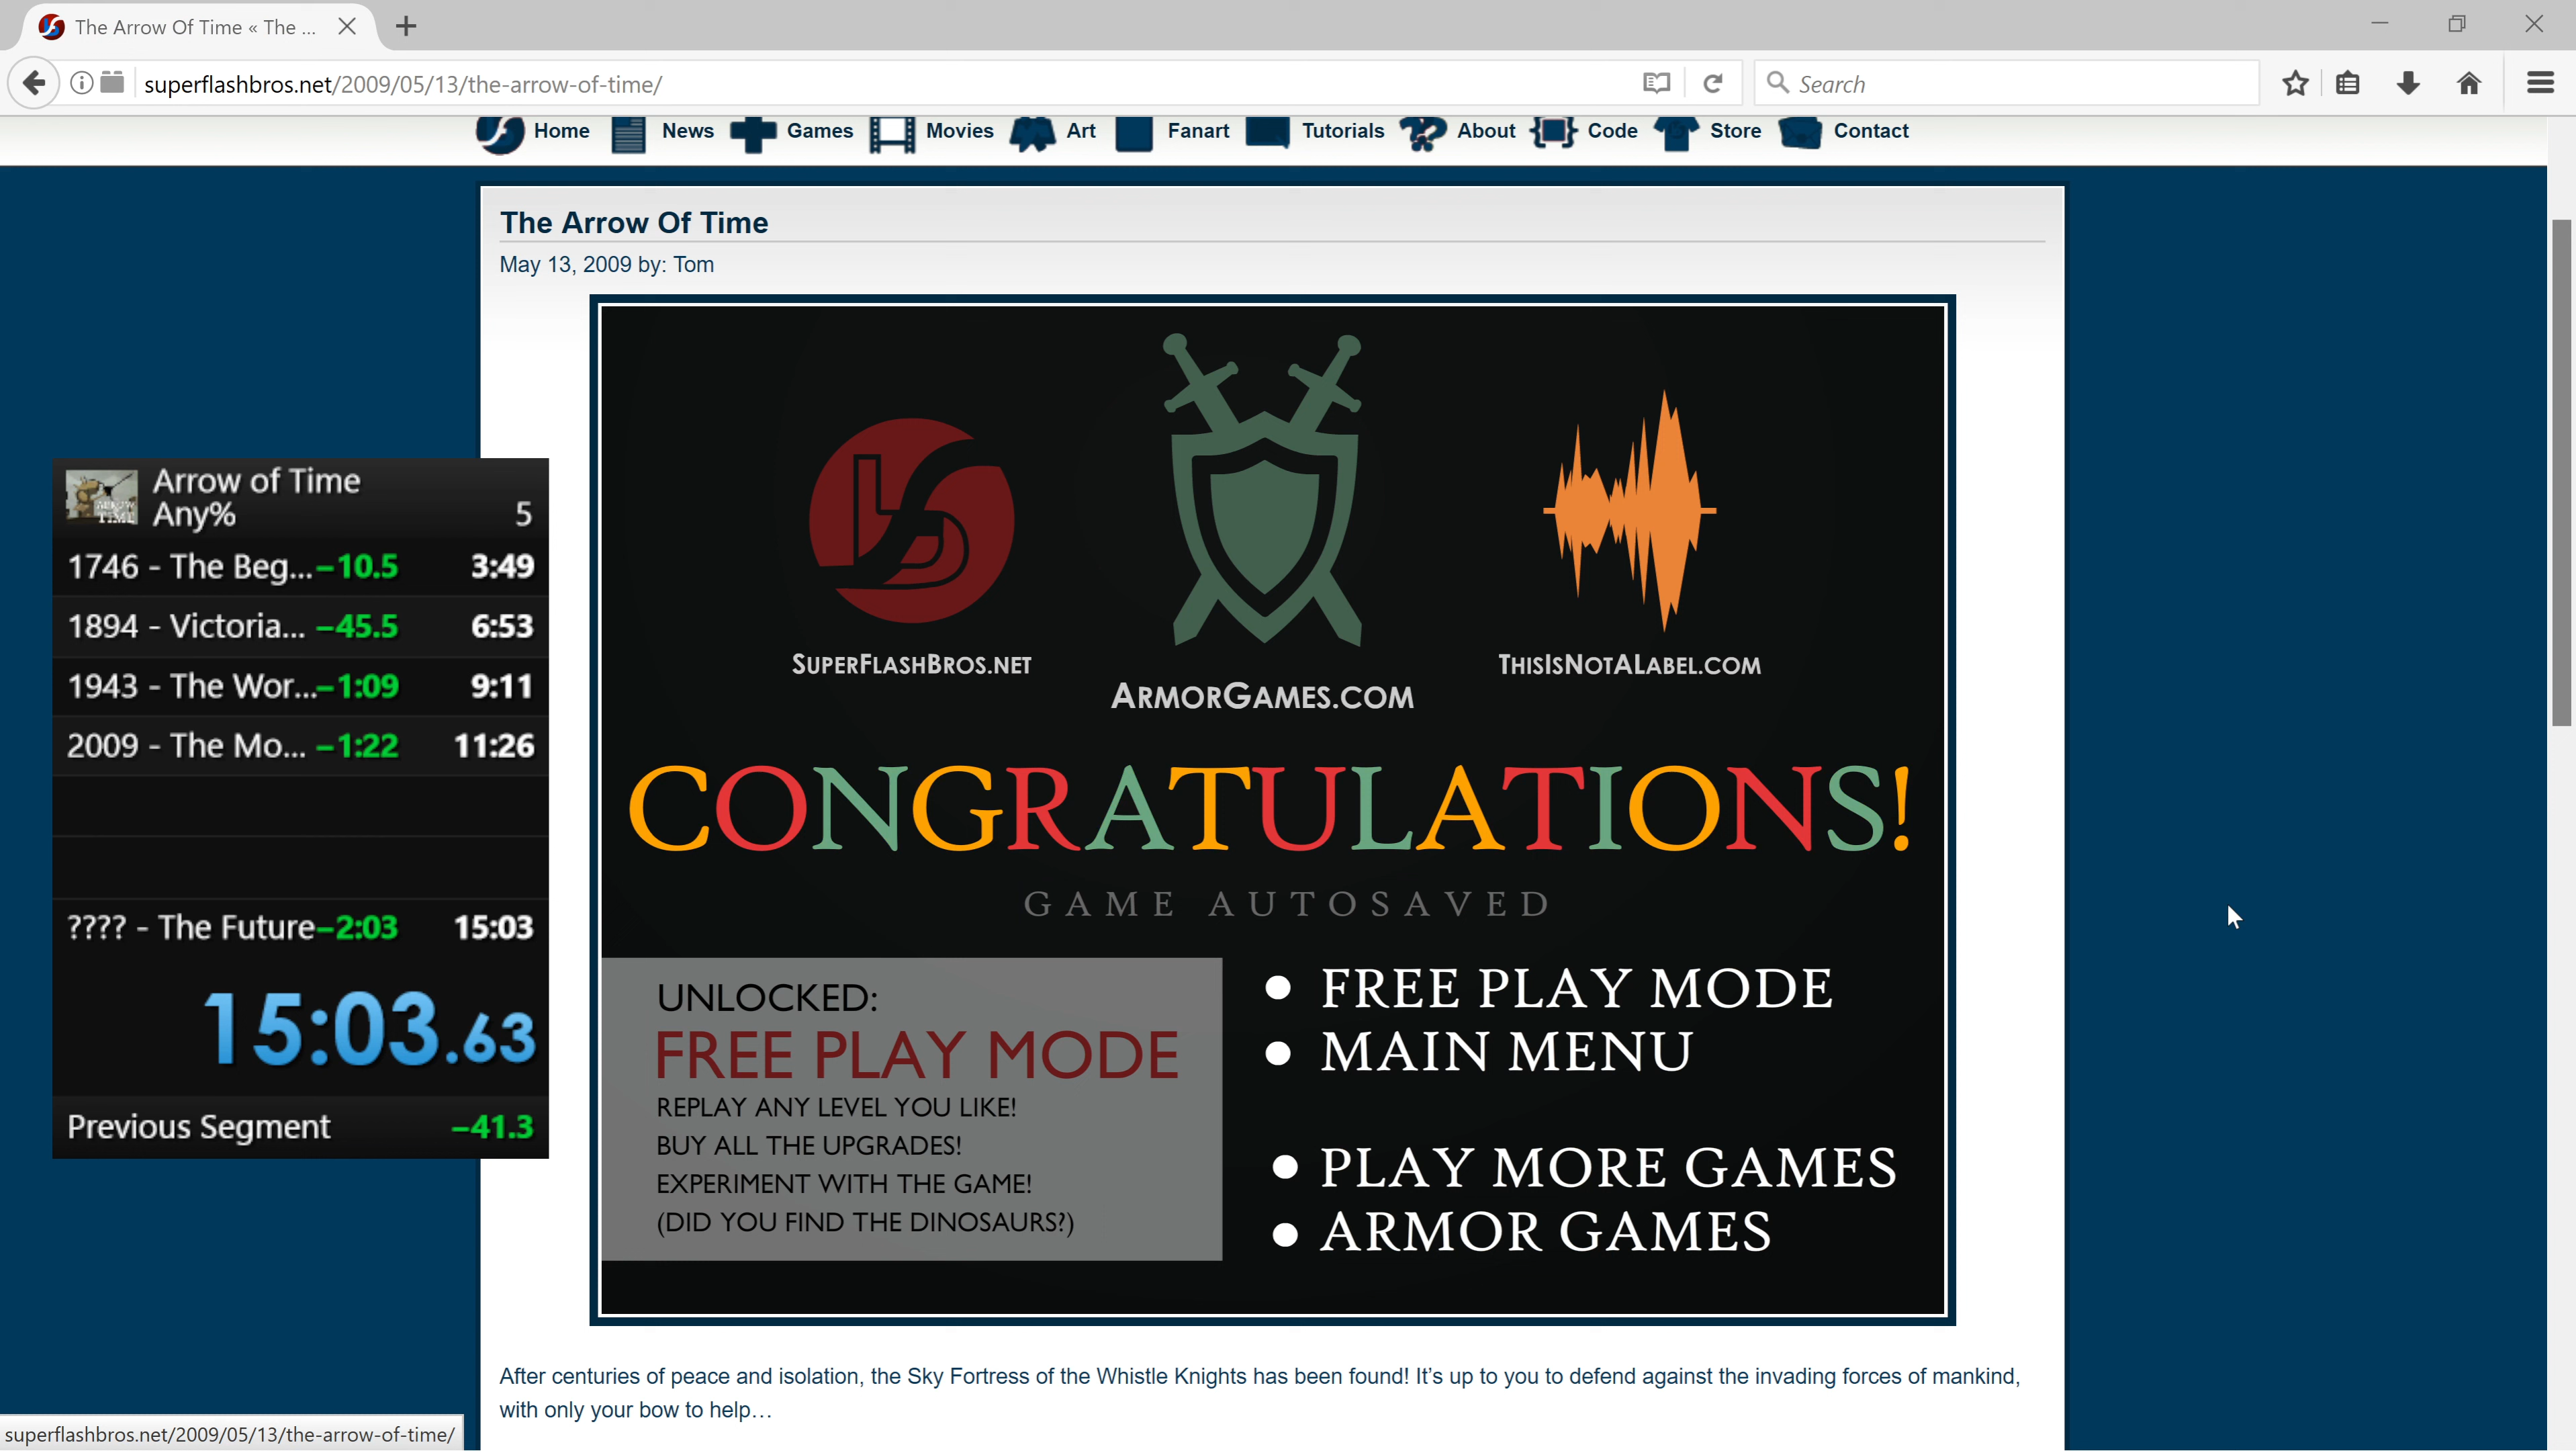 The Arrow Of Time « The ...
superflashbros.net/2009/05/13/the-arrow-of-time/
Search
Home News Games Movies Art Fanart Tutorials About Code Store Contact
The Arrow Of Time
May 13, 2009 by: Tom
SUPERFLASHBROS.NET
ARMORGAMES.COM
THISISNOTALABEL.COM
CONGRATULATIONS!
GAME AUTOSAVED
UNLOCKED:
FREE PLAY MODE
REPLAY ANY LEVEL YOU LIKE!
BUY ALL THE UPGRADES!
EXPERIMENT WITH THE GAME!
(DID YOU FIND THE DINOSAURS?)
• FREE PLAY MODE
• MAIN MENU
• PLAY MORE GAMES
• ARMOR GAMES
Arrow of Time
Any% 5
1746 - The Beg... −10.5 3:49
1894 - Victoria... −45.5 6:53
1943 - The Wor... −1:09 9:11
2009 - The Mo... −1:22 11:26
???? - The Future −2:03 15:03
15:03.63
Previous Segment −41.3
After centuries of peace and isolation, the Sky Fortress of the Whistle Knights has been found! It's up to you to defend against the invading forces of mankind,
with only your bow to help…
superflashbros.net/2009/05/13/the-arrow-of-time/